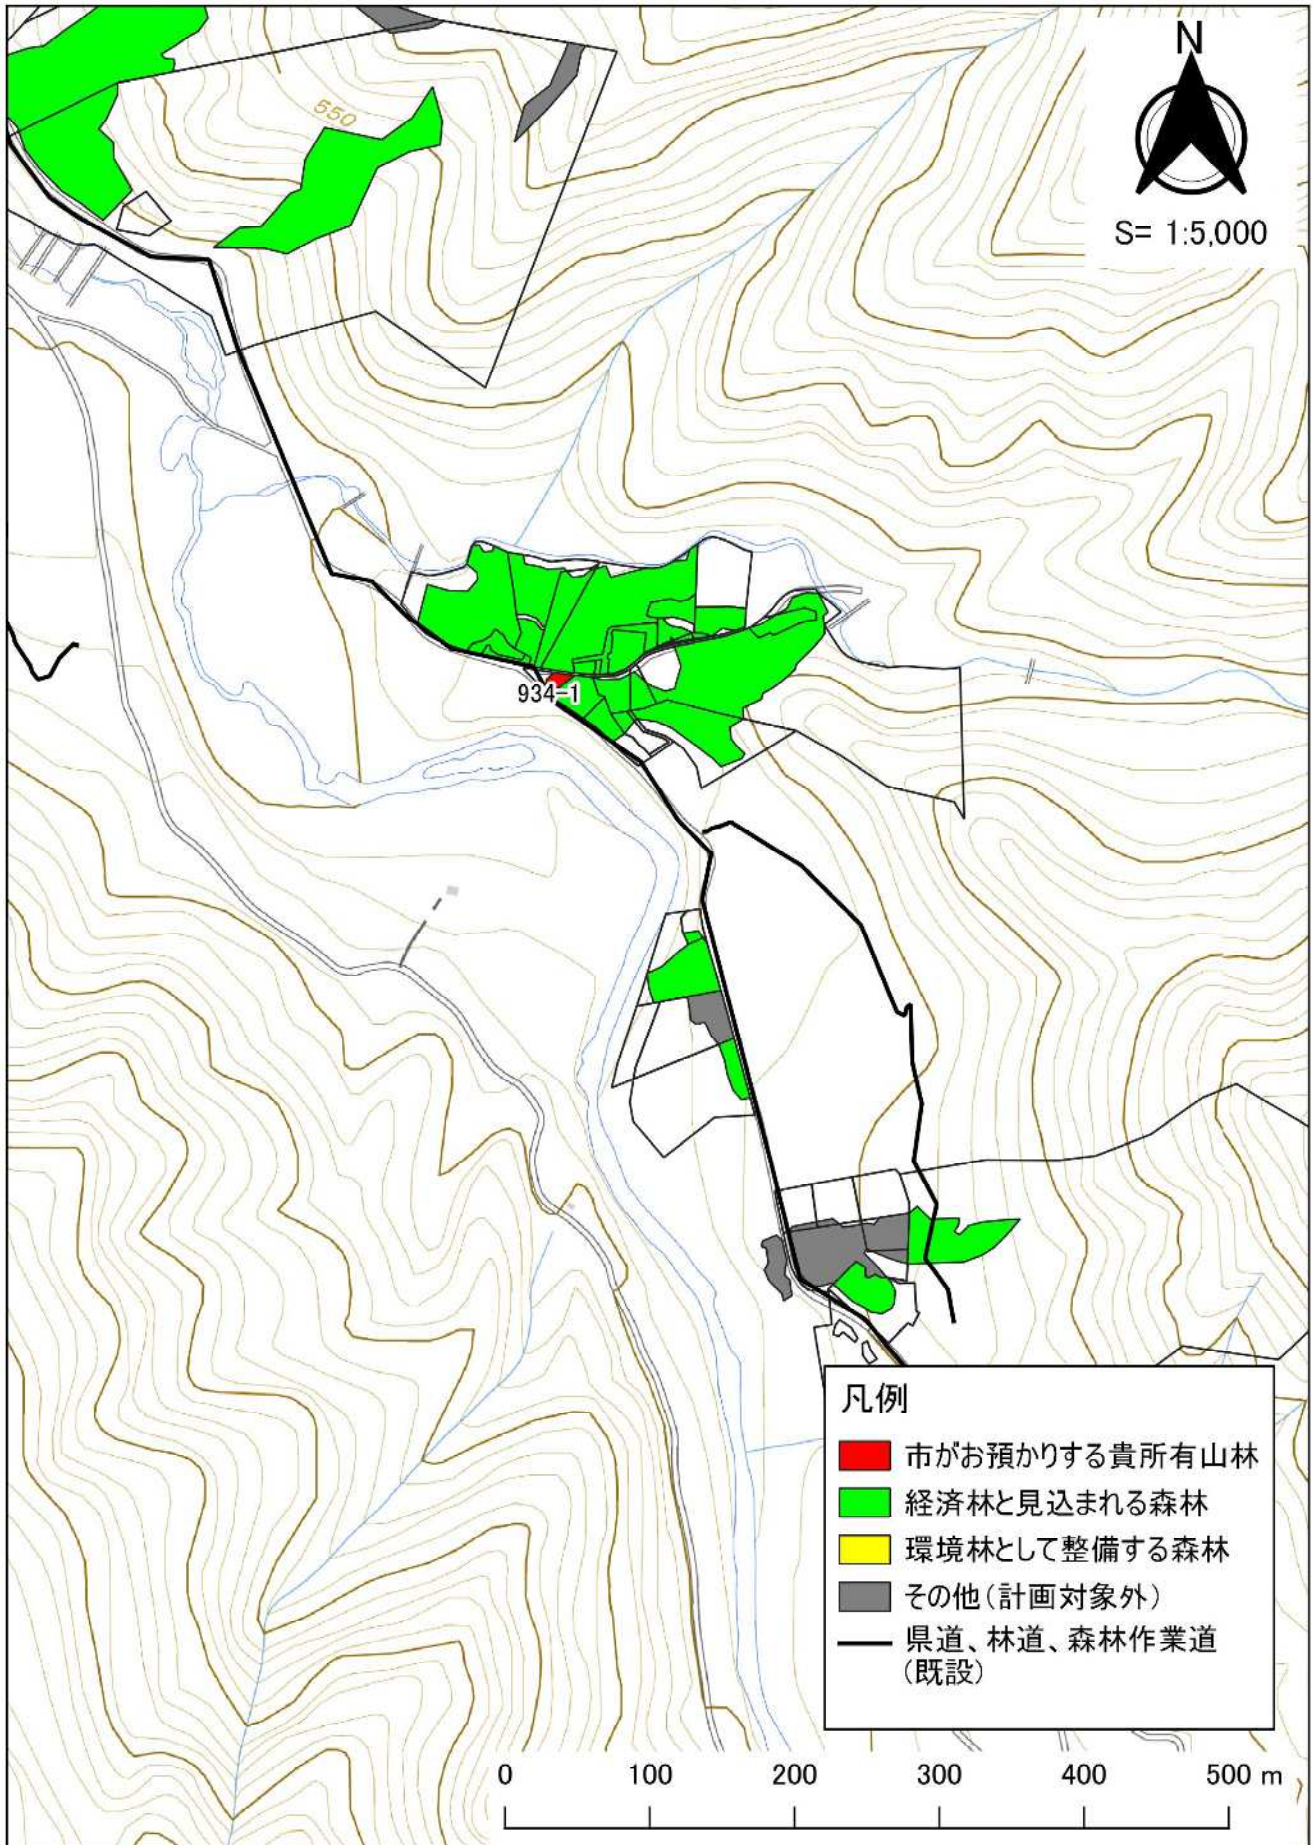 N
S= 1:5,000
550
934-1
凡例
市がお預かりする貴所有山林
経済林と見込まれる森林
環境林として整備する森林
その他（計画対象外）
県道、林道、森林作業道
（既設）
0 100 200 300 400 500 m